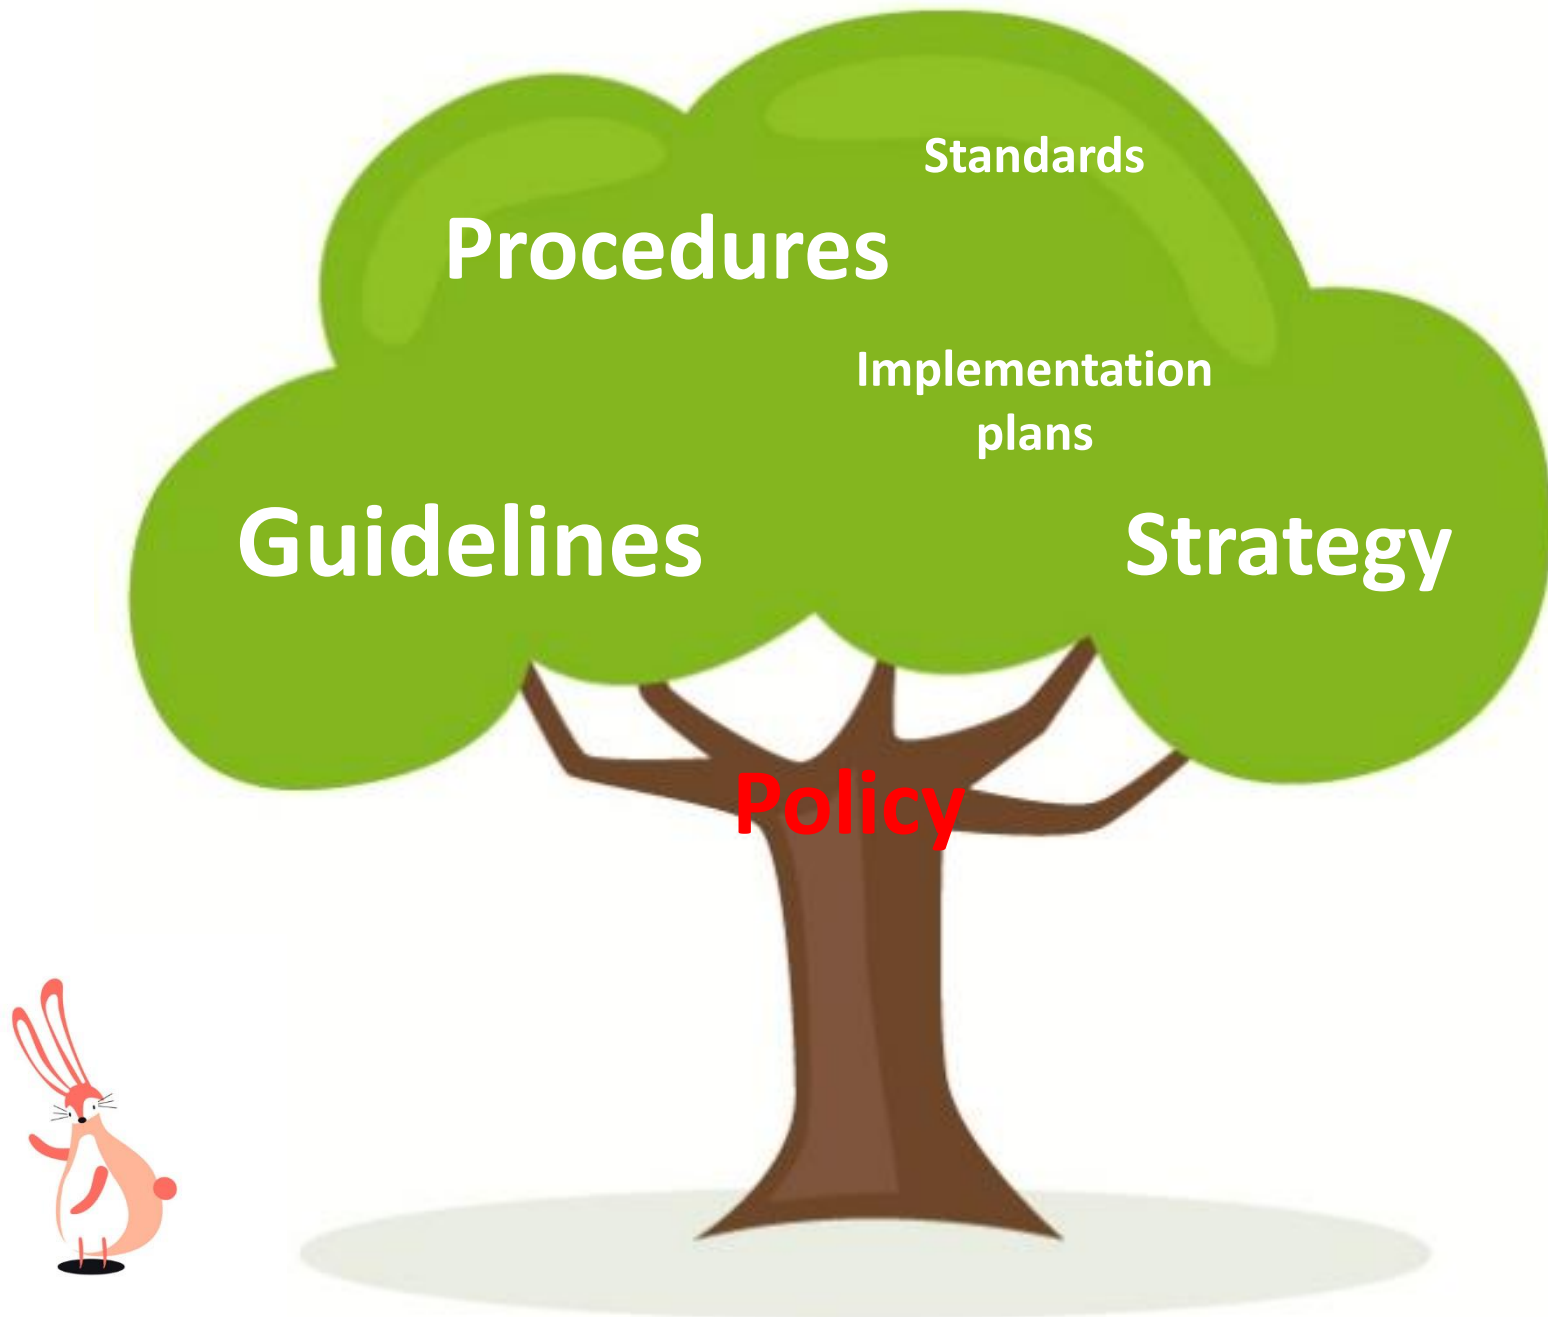 Standards
Procedures
Implementation
plans
Guidelines
Strategy
Policy